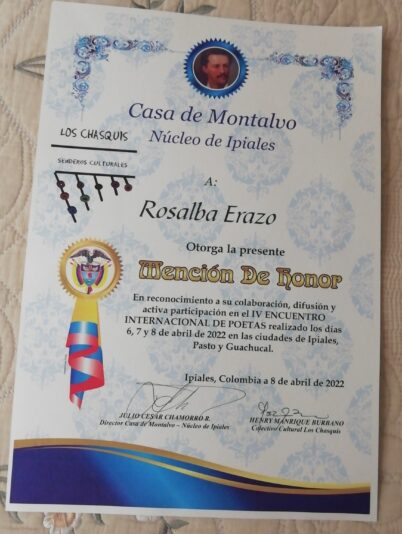 Casa de Montalvo
Núcleo de Ipiales
LOS CHASQUIS
SENDEROS CULTURALES
A:
Rosalba Erazo
Otorga la presente
Mención De Honor
En reconocimiento a su colaboración, difusión y
activa participación en el IV ENCUENTRO
INTERNACIONAL DE POETAS realizado los días
6, 7 y 8 de abril de 2022 en las ciudades de Ipiales,
Pasto y Guachucal.
Ipiales, Colombia a 8 de abril de 2022
JULIO CESAR CHAMORRO R.
Director Casa de Montalvo – Núcleo de Ipiales
HENRY MANRIQUE BURBANO
Colectivo Cultural Los Chasquis